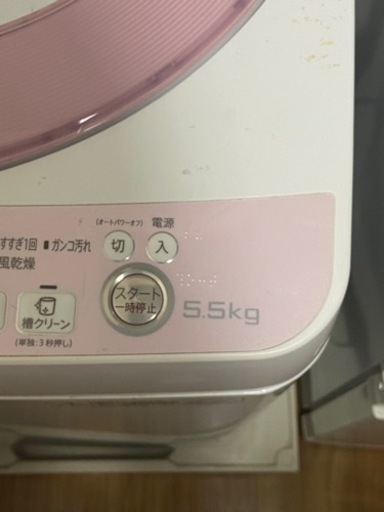 (オートパワーオフ) 電源
切 入
すすぎ1回 ■ ガンコ汚れ
風乾燥
スタート
一時停止
5.5kg
槽クリーン
(単独:3秒押し)